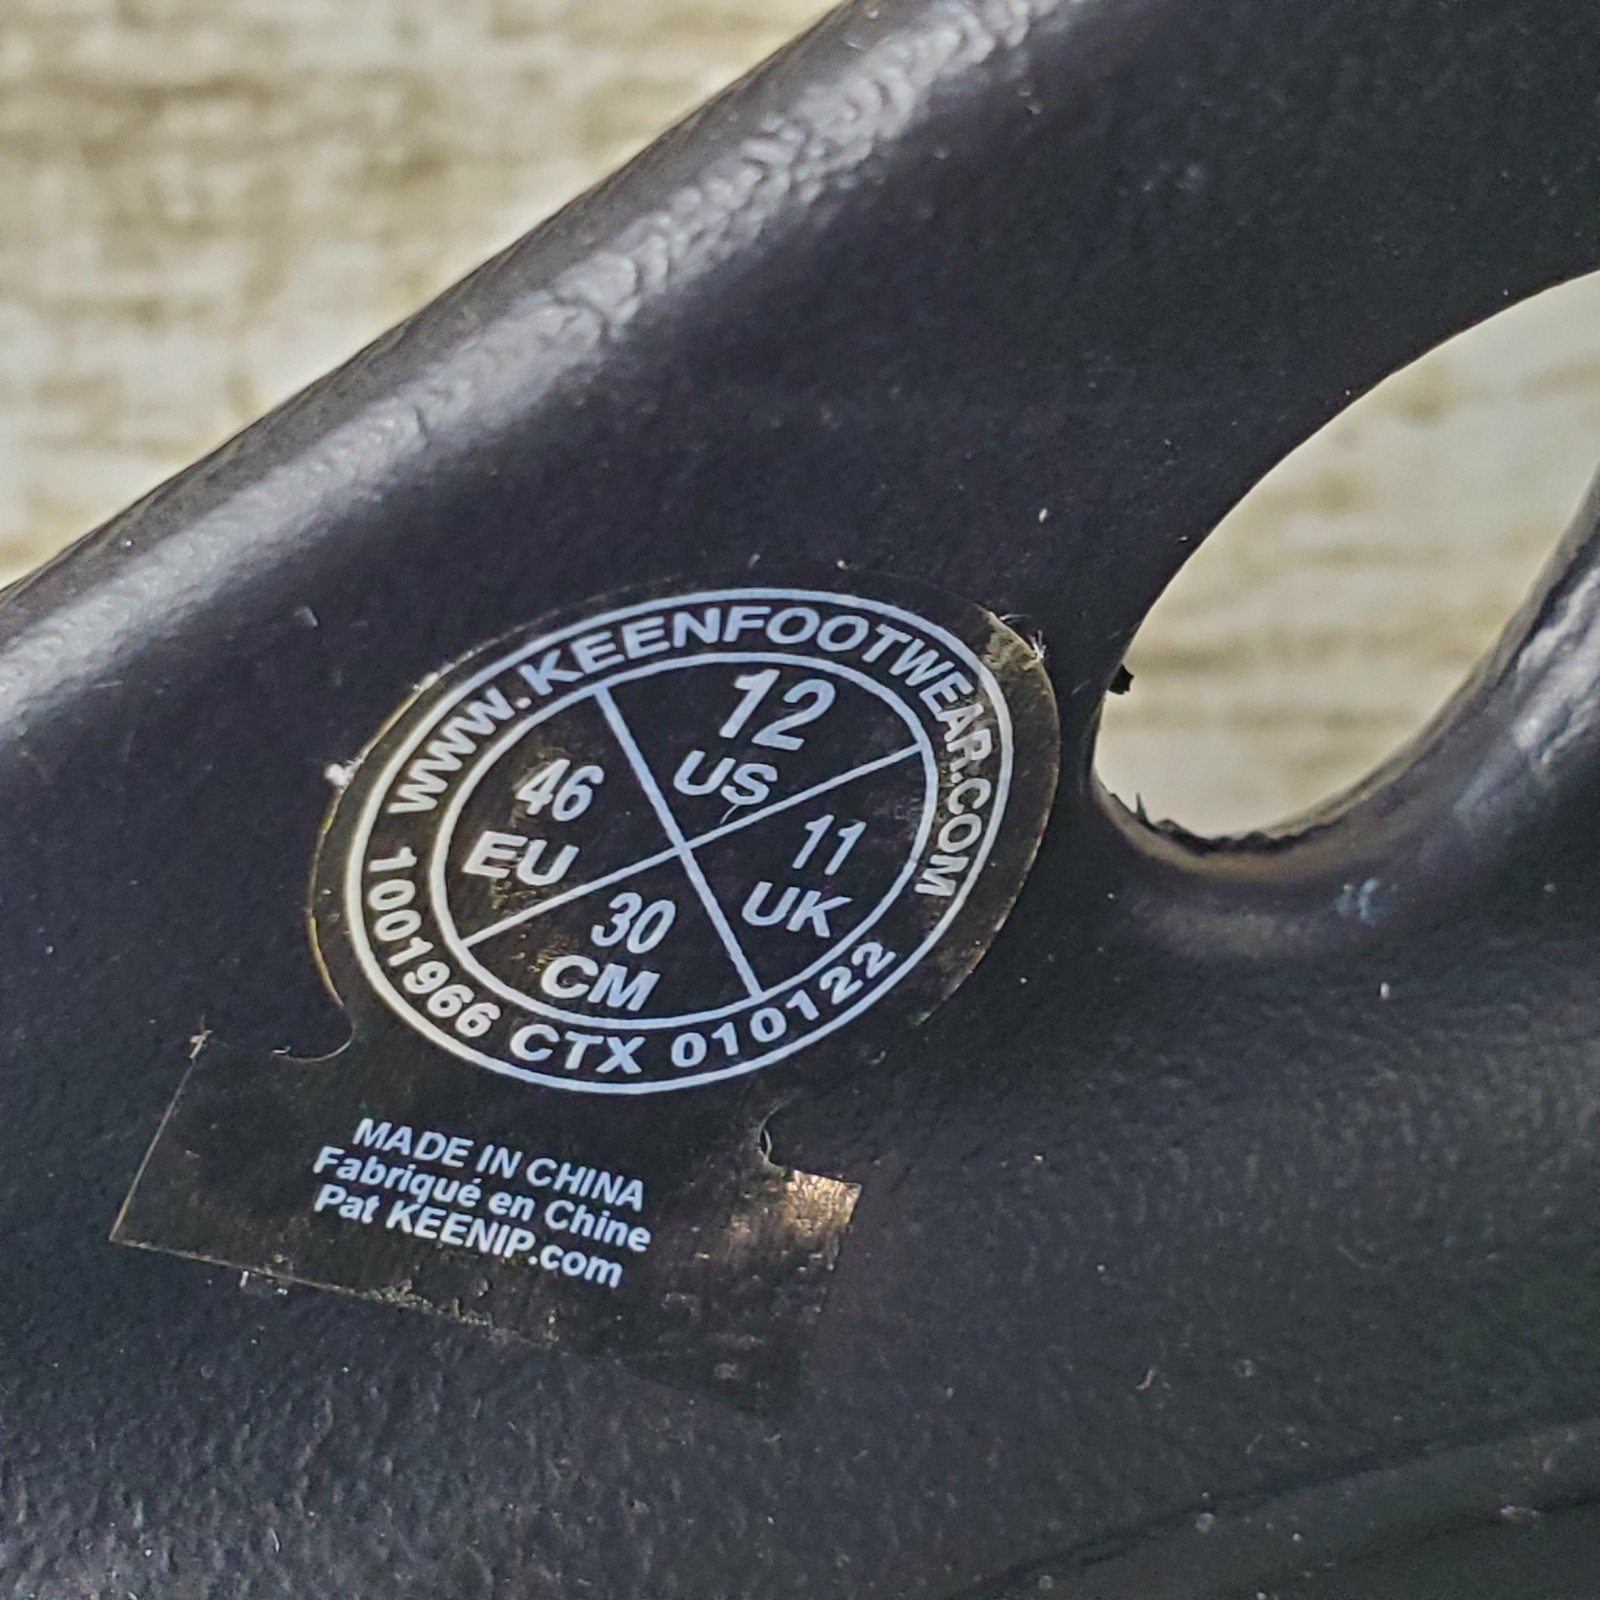 WWW.KEENFOOTWEAR.COM
12
US
46
EU
11
UK
30
CM
1001966 CTX 010122
MADE IN CHINA
Fabriqué en Chine
Pat KEENIP.com